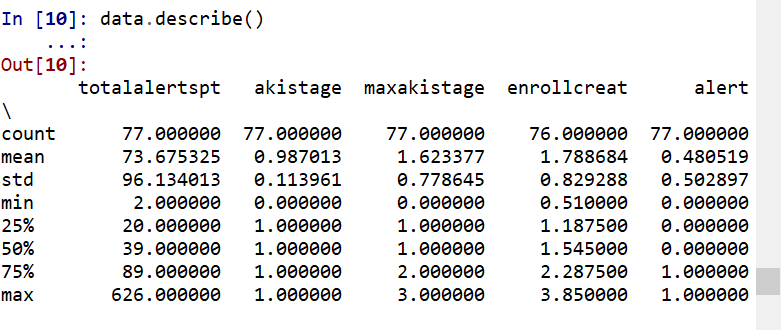 In [10]: data.describe()
...:
Out[10]:
totalalertspt akistage maxakistage enrollcreat alert
\
count 77.000000 77.000000 77.000000 76.000000 77.000000
mean 73.675325 0.987013 1.623377 1.788684 0.480519
std 96.134013 0.113961 0.778645 0.829288 0.502897
min 2.000000 0.000000 0.000000 0.510000 0.000000
25% 20.000000 1.000000 1.000000 1.187500 0.000000
50% 39.000000 1.000000 1.000000 1.545000 0.000000
75% 89.000000 1.000000 2.000000 2.287500 1.000000
max 626.000000 1.000000 3.000000 3.850000 1.000000